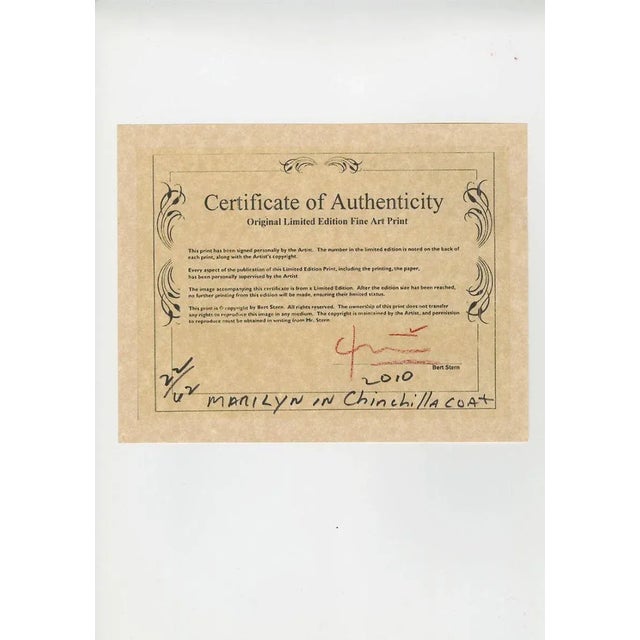 Certificate of Authenticity
Original Limited Edition Fine Art Print
This print has been signed personally by the Artist. The number in the limited edition is noted on the back of
each print, along with the Artist's copyright.
Every aspect of the publication of this Limited Edition Print, including the printing, the paper,
has been personally supervised by the Artist
The image accompanying this certificate is from a Limited Edition. After the edition size has been reached,
no further printing from this edition will be made, ensuring their limited status.
This print is © copyright by Bert Stern. All rights reserved. The ownership of this print does not transfer
any rights to reproduce this image in any medium. The copyright is maintained by the Artist, and permission
to reproduce must be obtained in writing from Mr. Stern.
Bert Stern
2010
22/62
MARILYN IN Chinchilla COAt